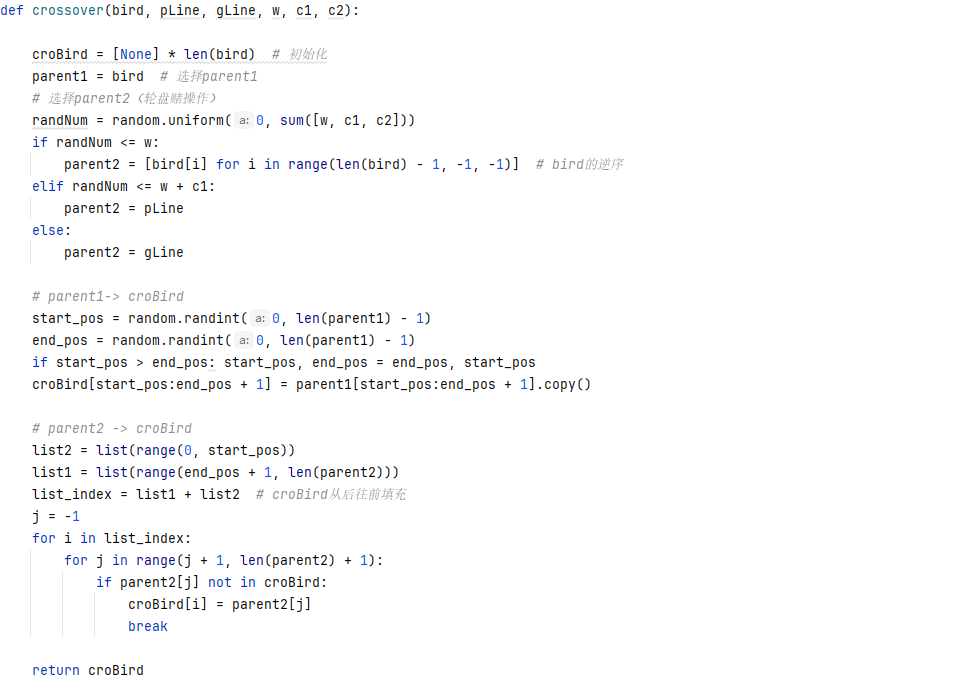 def crossover(bird, pLine, gLine, w, c1, c2):
croBird = [None] * len(bird)  # 初始化
parent1 = bird  # 选择parent1
# 选择parent2（轮盘赌操作）
randNum = random.uniform( a: 0, sum([w, c1, c2]))
if randNum <= w:
parent2 = [bird[i] for i in range(len(bird) - 1, -1, -1)]  # bird的逆序
elif randNum <= w + c1:
parent2 = pLine
else:
parent2 = gLine
# parent1-> croBird
start_pos = random.randint( a: 0, len(parent1) - 1)
end_pos = random.randint( a: 0, len(parent1) - 1)
if start_pos > end_pos: start_pos, end_pos = end_pos, start_pos
croBird[start_pos:end_pos + 1] = parent1[start_pos:end_pos + 1].copy()
# parent2 -> croBird
list2 = list(range(0, start_pos))
list1 = list(range(end_pos + 1, len(parent2)))
list_index = list1 + list2  # croBird从后往前填充
j = -1
for i in list_index:
for j in range(j + 1, len(parent2) + 1):
if parent2[j] not in croBird:
croBird[i] = parent2[j]
break
return croBird